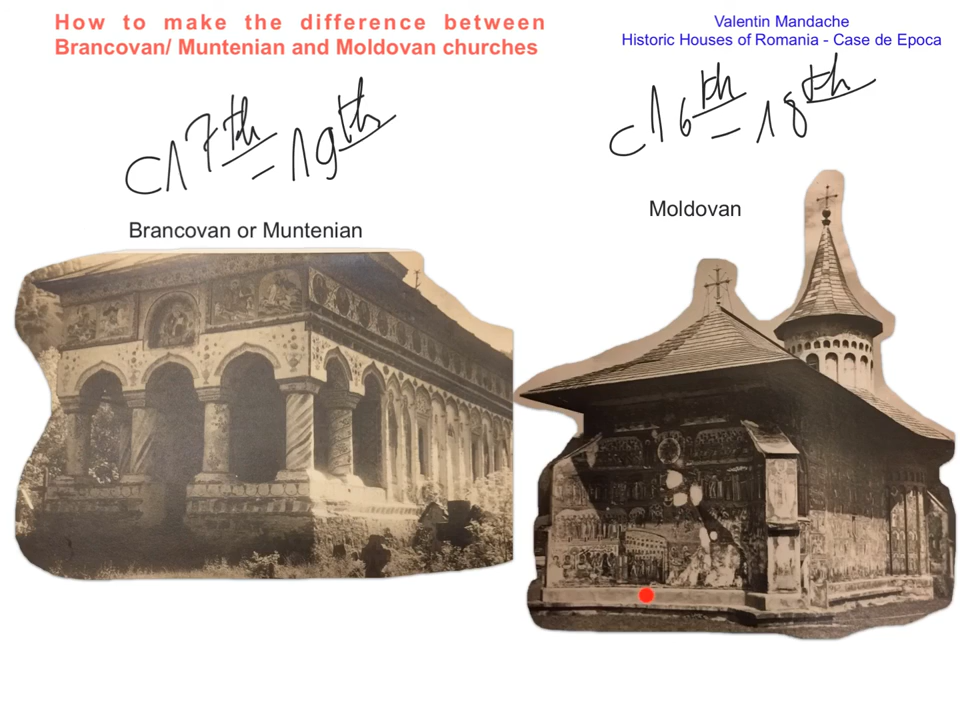 How to make the difference between
Brancovan/ Muntenian and Moldovan churches
Valentin Mandache
Historic Houses of Romania - Case de Epoca
C17th - 19th
C16th - 18th
Brancovan or Muntenian
Moldovan